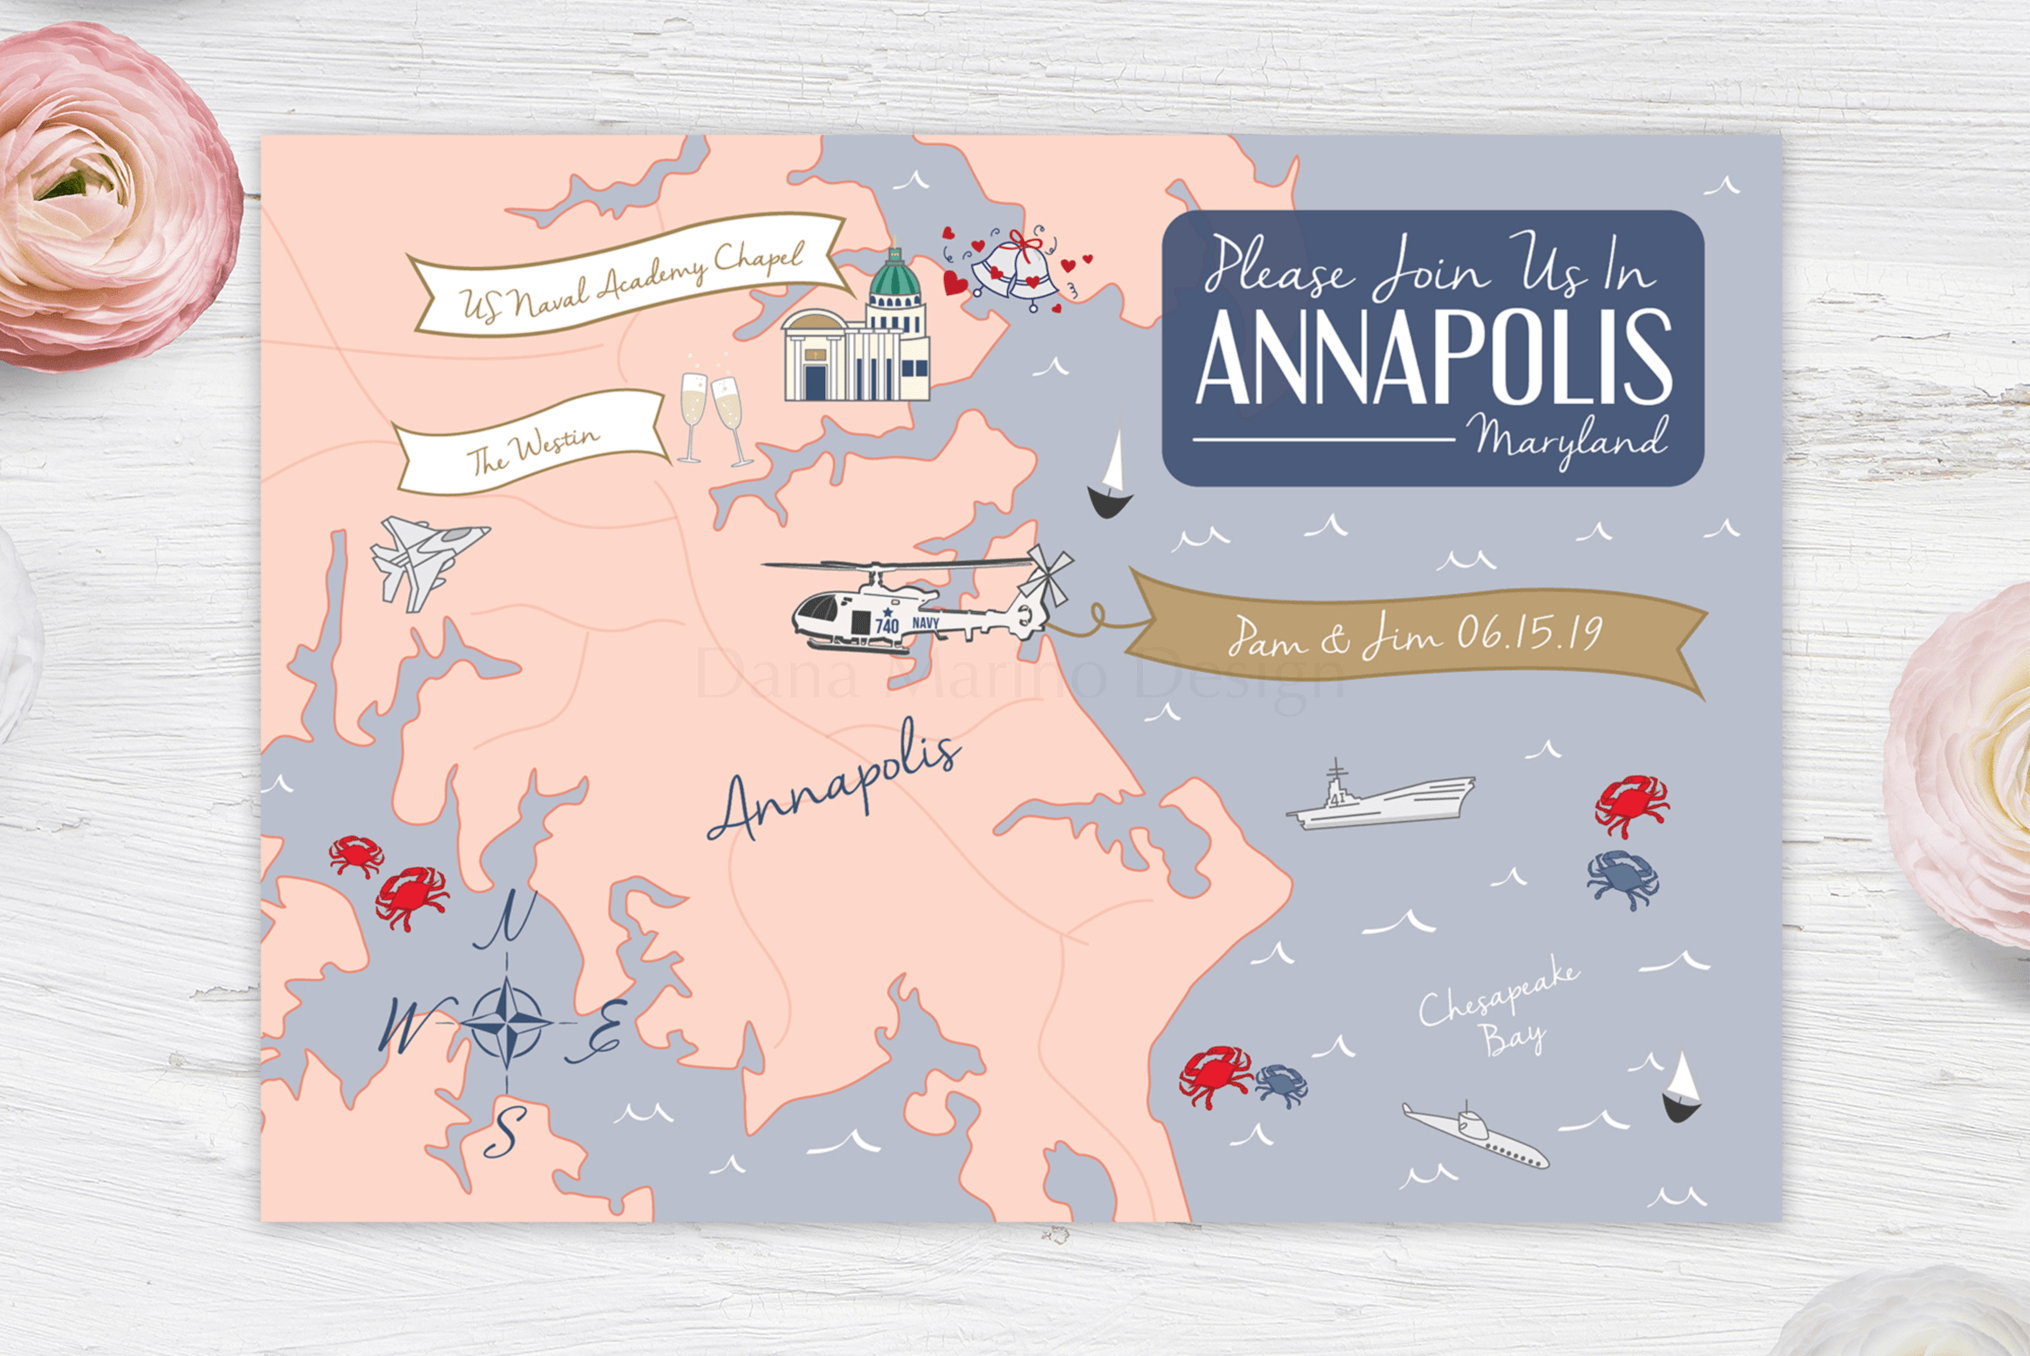 Please Join Us In
ANNAPOLIS
Maryland
US Naval Academy Chapel
The Westin
740 NAVY
Pam & Jim 06.15.19
Dana Marino Design
Annapolis
41
Chesapeake
Bay
N
W E
S